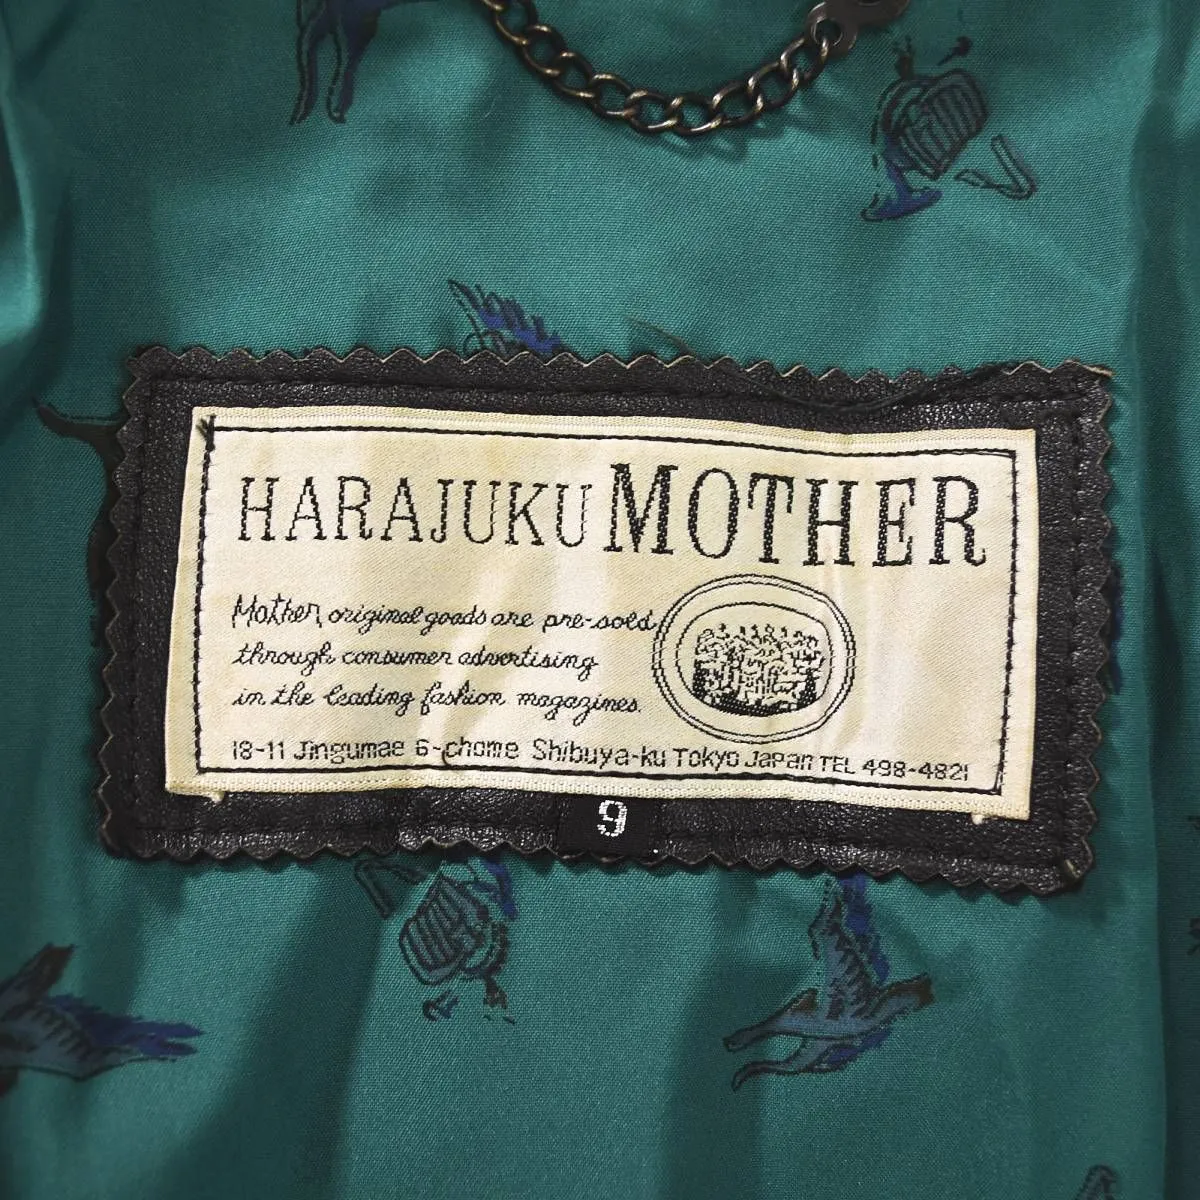 HARAJUKU MOTHER
Mother original goods are pre-sold
through consumer advertising
in the leading fashion magazines.
18-11 Jingumae 6-chome Shibuya-ku Tokyo Japan TEL 498-4821
9